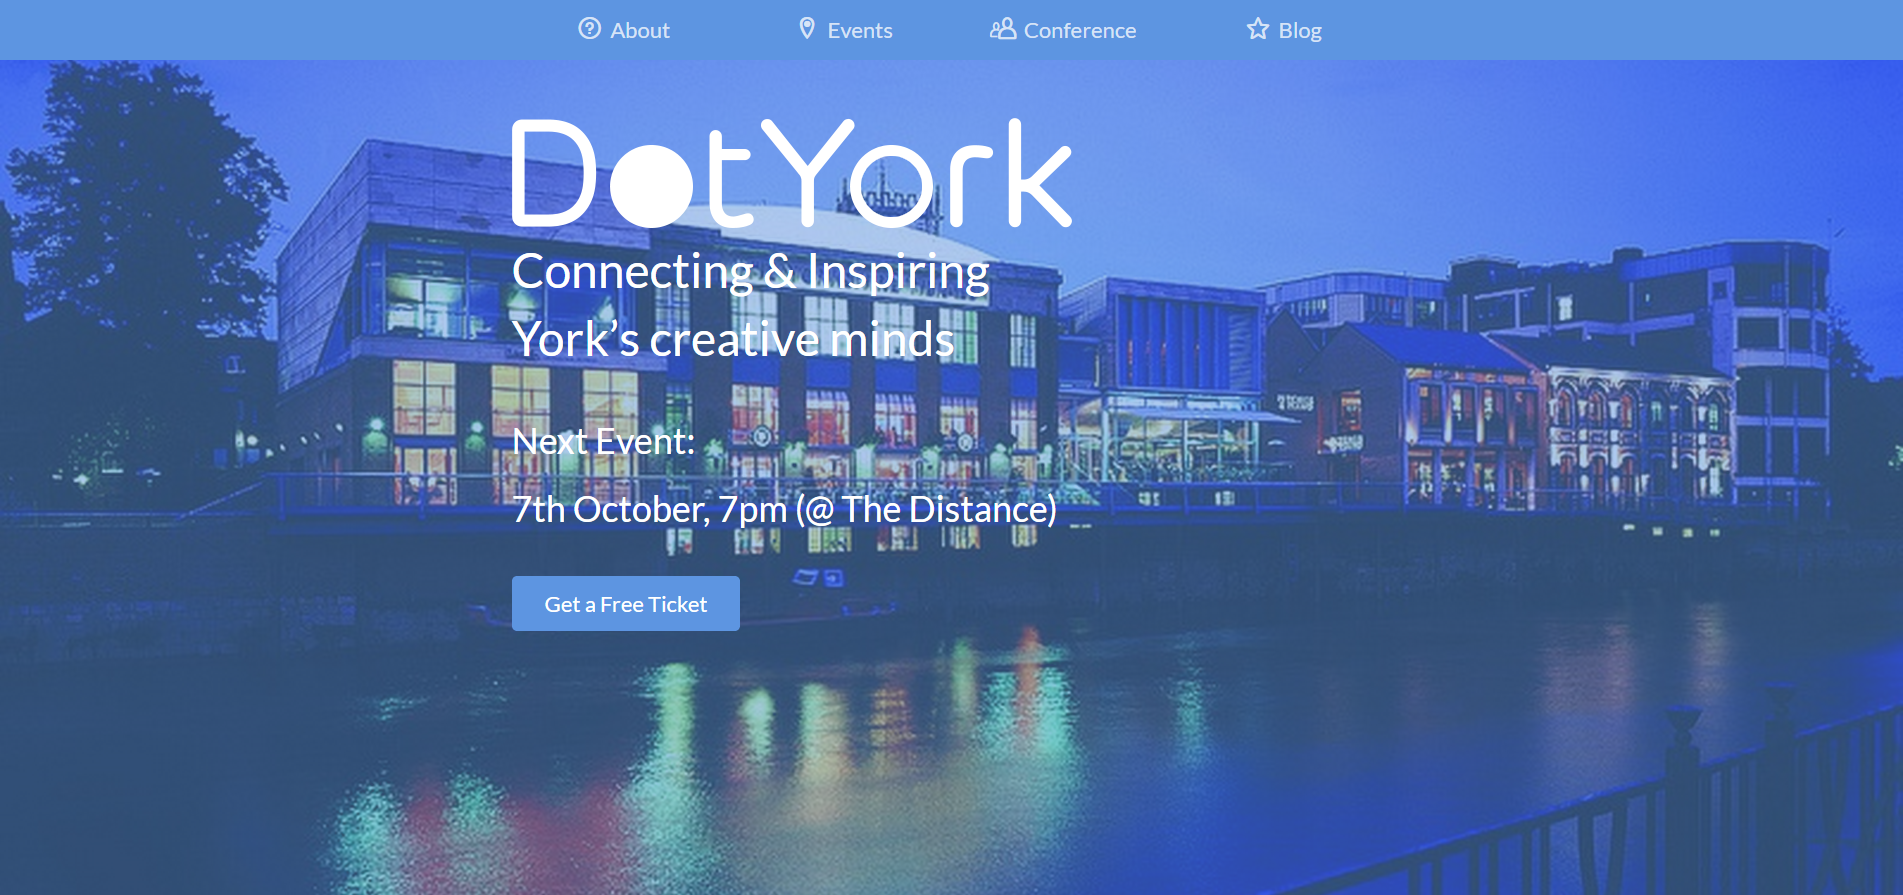 About
Events
Conference
Blog
DotYork
Connecting & Inspiring
York’s creative minds
Next Event:
7th October, 7pm (@ The Distance)
Get a Free Ticket